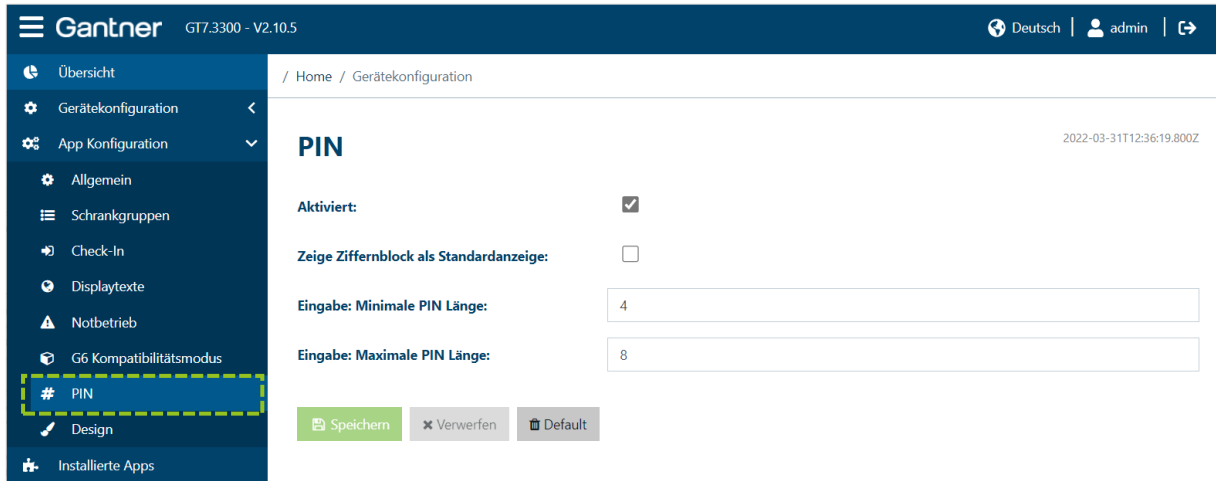 Gantner GT7.3300 - V2.10.5 Deutsch admin
Übersicht
Gerätekonfiguration
App Konfiguration
Allgemein
Schrankgruppen
Check-In
Displaytexte
Notbetrieb
G6 Kompatibilitätsmodus
# PIN
Design
Installierte Apps
/ Home / Gerätekonfiguration
PIN 2022-03-31T12:36:19.800Z
Aktiviert:
Zeige Ziffernblock als Standardanzeige:
Eingabe: Minimale PIN Länge: 4
Eingabe: Maximale PIN Länge: 8
Speichern Verwerfen Default